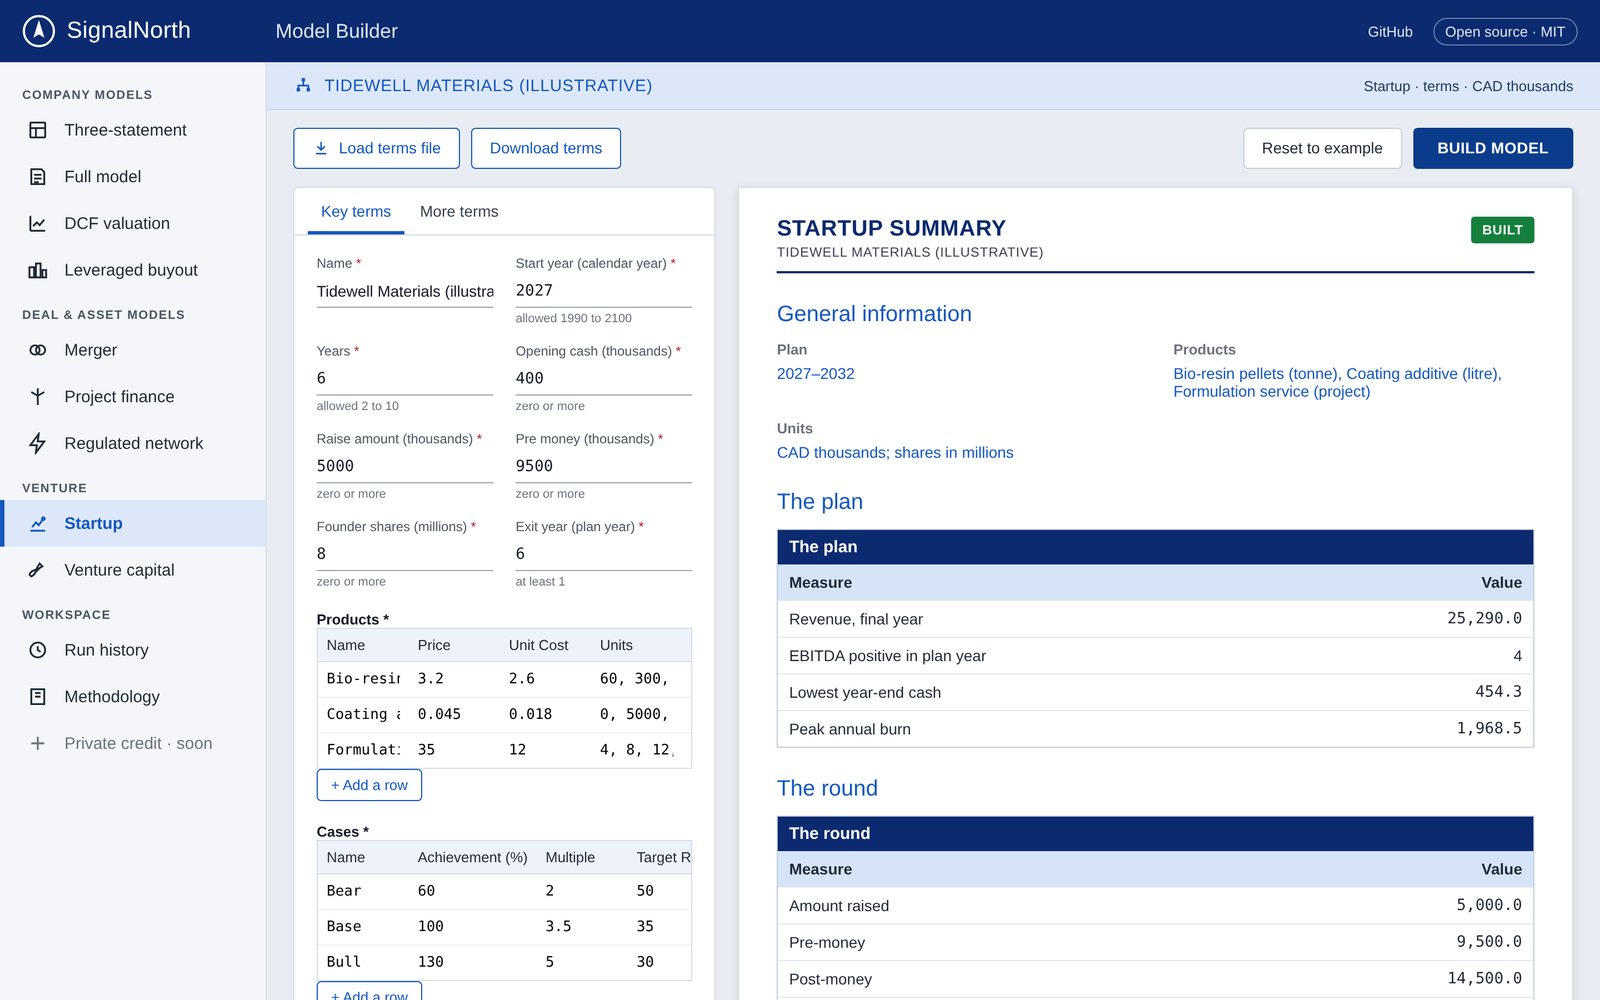 SignalNorth
Model Builder
GitHub
Open source · MIT
COMPANY MODELS
Three-statement
Full model
DCF valuation
Leveraged buyout
DEAL & ASSET MODELS
Merger
Project finance
Regulated network
VENTURE
Startup
Venture capital
WORKSPACE
Run history
Methodology
Private credit · soon
TIDEWELL MATERIALS (ILLUSTRATIVE)
Startup · terms · CAD thousands
Load terms file
Download terms
Reset to example
BUILD MODEL
Key terms
More terms
Name *
Start year (calendar year) *
Tidewell Materials (illustra
2027
allowed 1990 to 2100
Years *
Opening cash (thousands) *
6
400
allowed 2 to 10
zero or more
Raise amount (thousands) *
Pre money (thousands) *
5000
9500
zero or more
zero or more
Founder shares (millions) *
Exit year (plan year) *
8
6
zero or more
at least 1
Products *
Name Price Unit Cost Units
Bio-resin 3.2 2.6 60, 300,
Coating 0.045 0.018 0, 5000,
Formulati 35 12 4, 8, 12,
+ Add a row
Cases *
Name Achievement (%) Multiple Target R
Bear 60 2 50
Base 100 3.5 35
Bull 130 5 30
+ Add a row
STARTUP SUMMARY
BUILT
TIDEWELL MATERIALS (ILLUSTRATIVE)
General information
Plan
2027–2032
Products
Bio-resin pellets (tonne), Coating additive (litre),
Formulation service (project)
Units
CAD thousands; shares in millions
The plan
The plan
Measure Value
Revenue, final year 25,290.0
EBITDA positive in plan year 4
Lowest year-end cash 454.3
Peak annual burn 1,968.5
The round
The round
Measure Value
Amount raised 5,000.0
Pre-money 9,500.0
Post-money 14,500.0